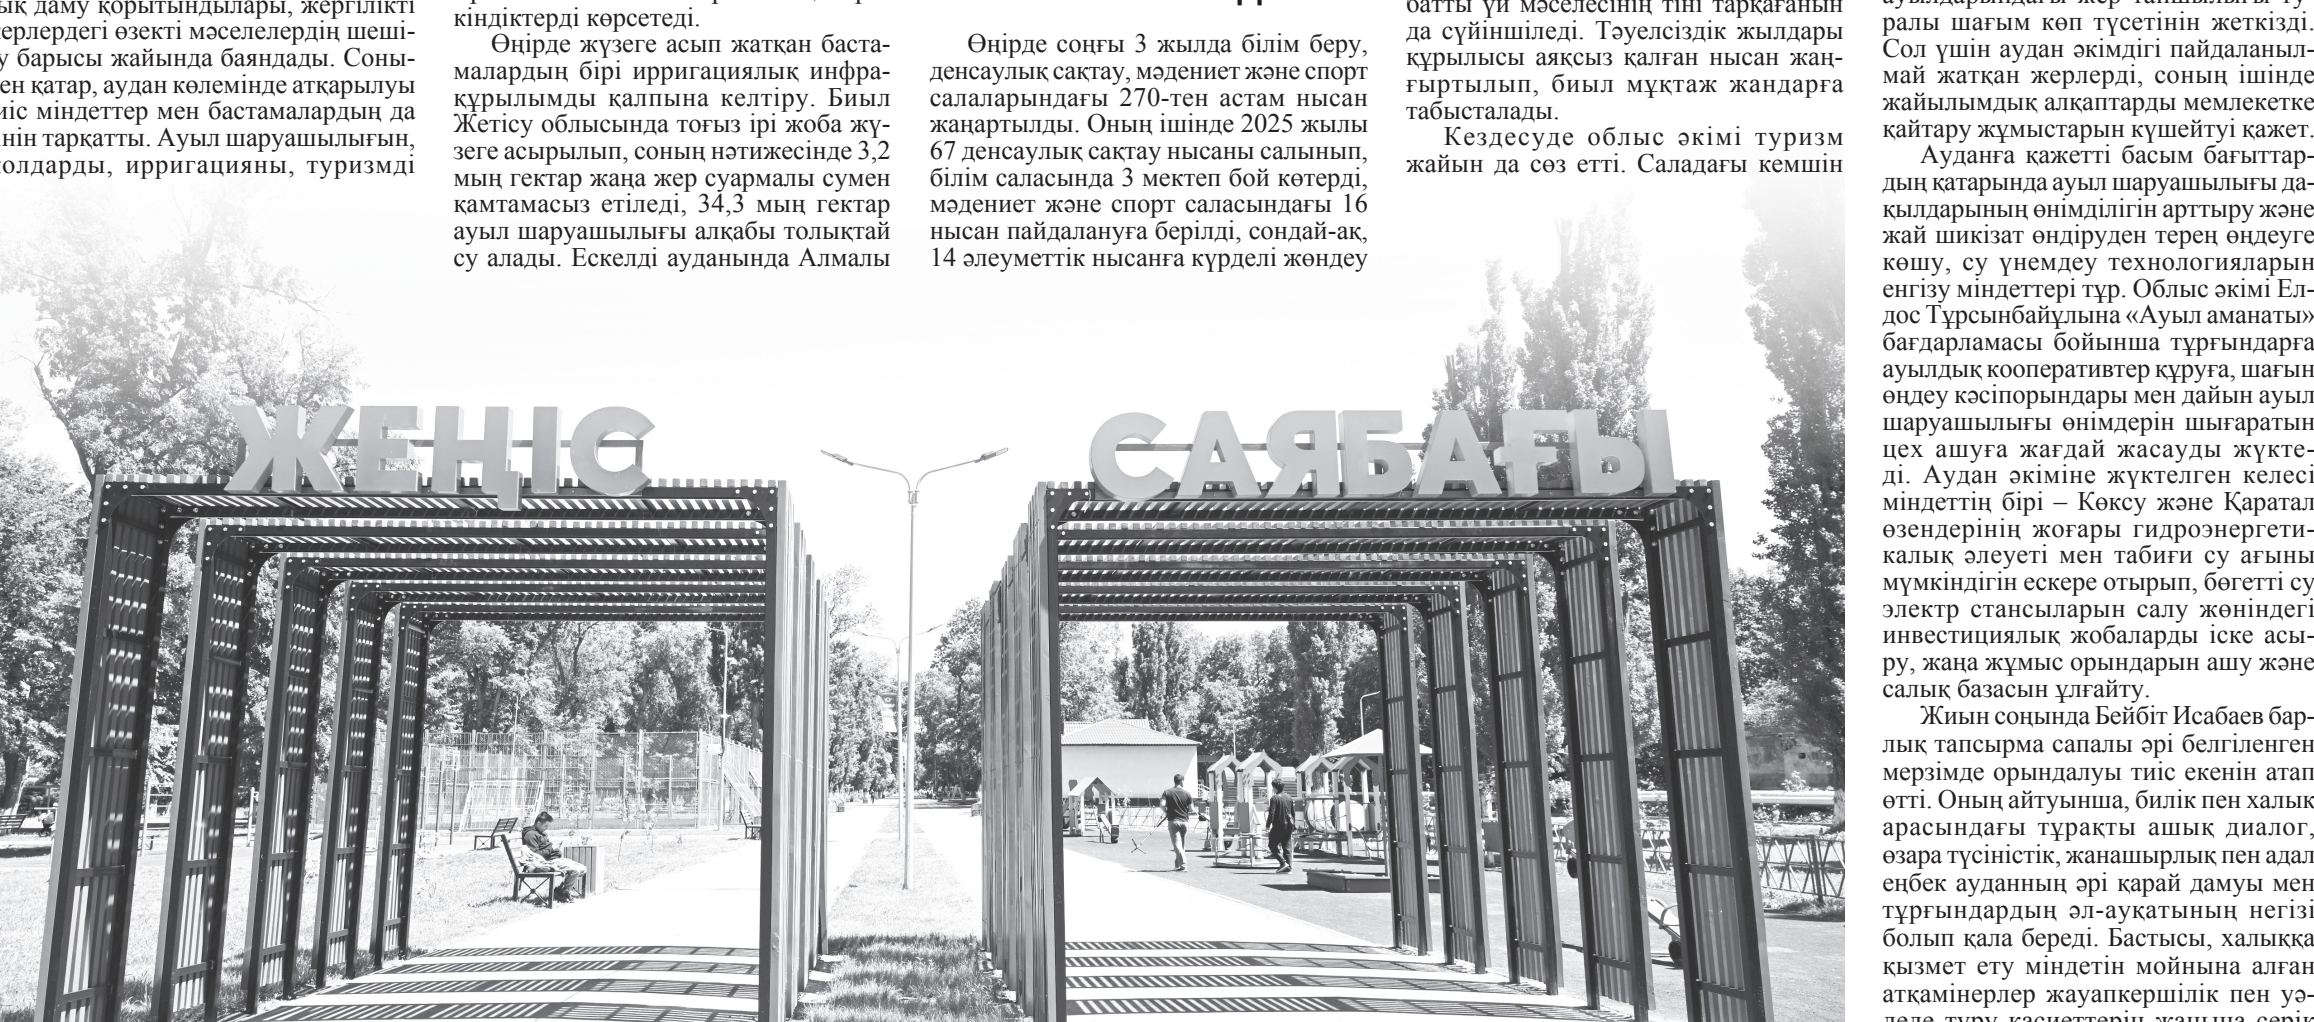 ық даму қорытындылары, жергілікті
жерлердегі өзекті мәселелердің шеші-
у барысы жайында баяндады. Соны-
ен қатар, аудан көлемінде атқарылуы
иіс міндеттер мен бастамалардың да
інін тарқатты. Ауыл шаруашылығын,
олдарды, ирригацияны, туризмді
кіндіктерді көрсетеді.
Өңірде жүзеге асып жатқан баста-
малардың бірі ирригациялық инфра-
құрылымды қалпына келтіру. Биыл
Жетісу облысында тоғыз ірі жоба жү-
зеге асырылып, соның нәтижесінде 3,2
мың гектар жаңа жер суармалы сумен
қамтамасыз етіледі, 34,3 мың гектар
ауыл шаруашылығы алқабы толықтай
су алады. Ескелді ауданында Алмалы
Өңірде соңғы 3 жылда білім беру,
денсаулық сақтау, мәдениет және спорт
салаларындағы 270-тен астам нысан
жаңартылды. Оның ішінде 2025 жылы
67 денсаулық сақтау нысаны салынып,
білім саласында 3 мектеп бой көтерді,
мәдениет және спорт саласындағы 16
нысан пайдалануға берілді, сондай-ақ,
14 әлеуметтік нысанға күрделі жөндеу
батты үй мәселесінің тіні тарқағанын
да сүйіншіледі. Тәуелсіздік жылдары
құрылысы аяқсыз қалған нысан жаң-
ғыртылып, биыл мұқтаж жандарға
табысталады.
Кездесуде облыс әкімі туризм
жайын да сөз етті. Саладағы кемшін
ралы шағым көп түсетінін жеткізді.
Сол үшін аудан әкімдігі пайдаланыл-
май жатқан жерлерді, соның ішінде
жайылымдық алқаптарды мемлекетке
қайтару жұмыстарын күшейтуі қажет.
Ауданға қажетті басым бағыттар-
дың қатарында ауыл шаруашылығы да-
қылдарының өнімділігін арттыру және
жай шикізат өндіруден терең өңдеуге
көшу, су үнемдеу технологияларын
енгізу міндеттері тұр. Облыс әкімі Ел-
дос Тұрсынбайұлына «Ауыл аманаты»
бағдарламасы бойынша тұрғындарға
ауылдық кооперативтер құруға, шағын
өңдеу кәсіпорындары мен дайын ауыл
шаруашылығы өнімдерін шығаратын
цех ашуға жағдай жасауды жүкте-
ді. Аудан әкіміне жүктелген келесі
міндеттің бірі – Көксу және Қаратал
өзендерінің жоғары гидроэнергети-
калық әлеуеті мен табиғи су ағыны
мүмкіндігін ескере отырып, бөгетті су
электр стансыларын салу жөніндегі
инвестициялық жобаларды іске асы-
ру, жаңа жұмыс орындарын ашу және
салық базасын ұлғайту.
Жиын соңында Бейбіт Исабаев бар-
лық тапсырма сапалы әрі белгіленген
мерзімде орындалуы тиіс екенін атап
өтті. Оның айтуынша, билік пен халық
арасындағы тұрақты ашық диалог,
өзара түсіністік, жанашырлық пен адал
еңбек ауданның әрі қарай дамуы мен
тұрғындардың әл-ауқатының негізі
болып қала береді. Бастысы, халыққа
қызмет ету міндетін мойнына алған
атқамінерлер жауапкершілік пен уә-
ЖЕҢІС САЯБАҒЫ